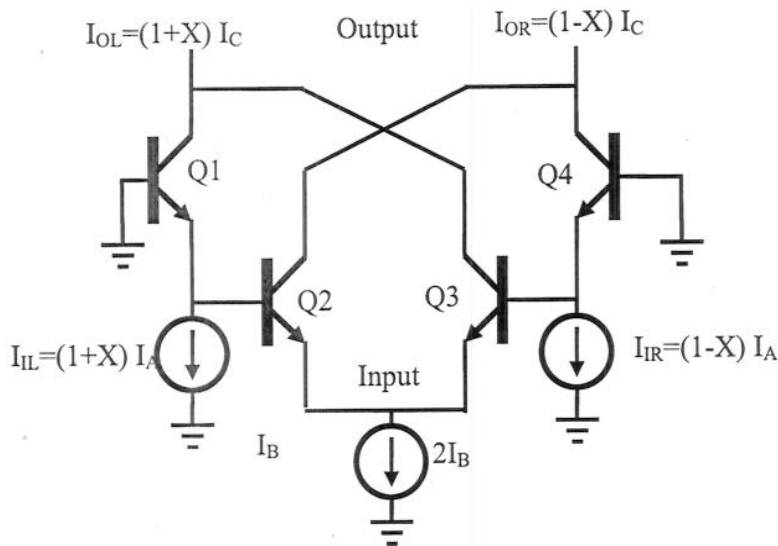 I_OL=(1+X) I_C
Output
I_OR=(1-X) I_C
Q1
Q4
Q2
Q3
I_IL=(1+X) I_A
Input
I_IR=(1-X) I_A
I_B
2I_B